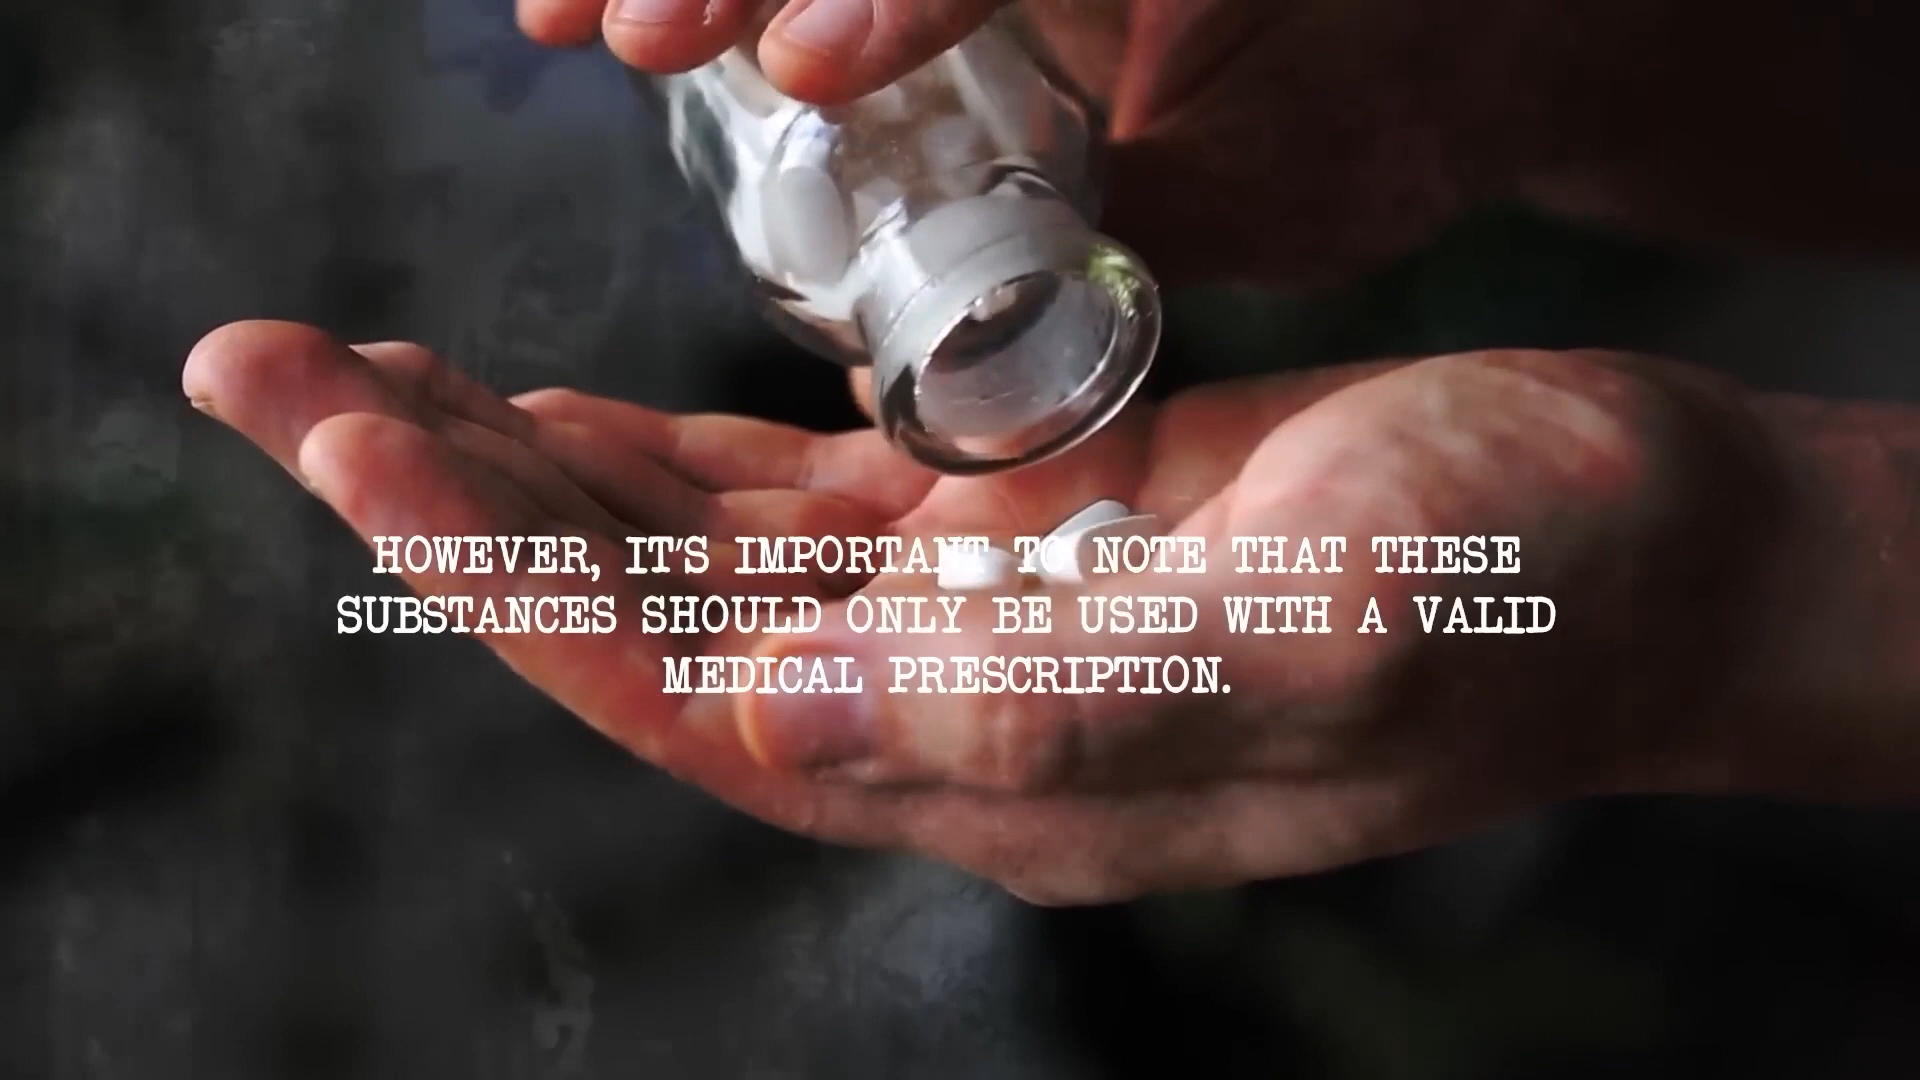 HOWEVER, IT'S IMPORTANT TO NOTE THAT THESE
SUBSTANCES SHOULD ONLY BE USED WITH A VALID
MEDICAL PRESCRIPTION.